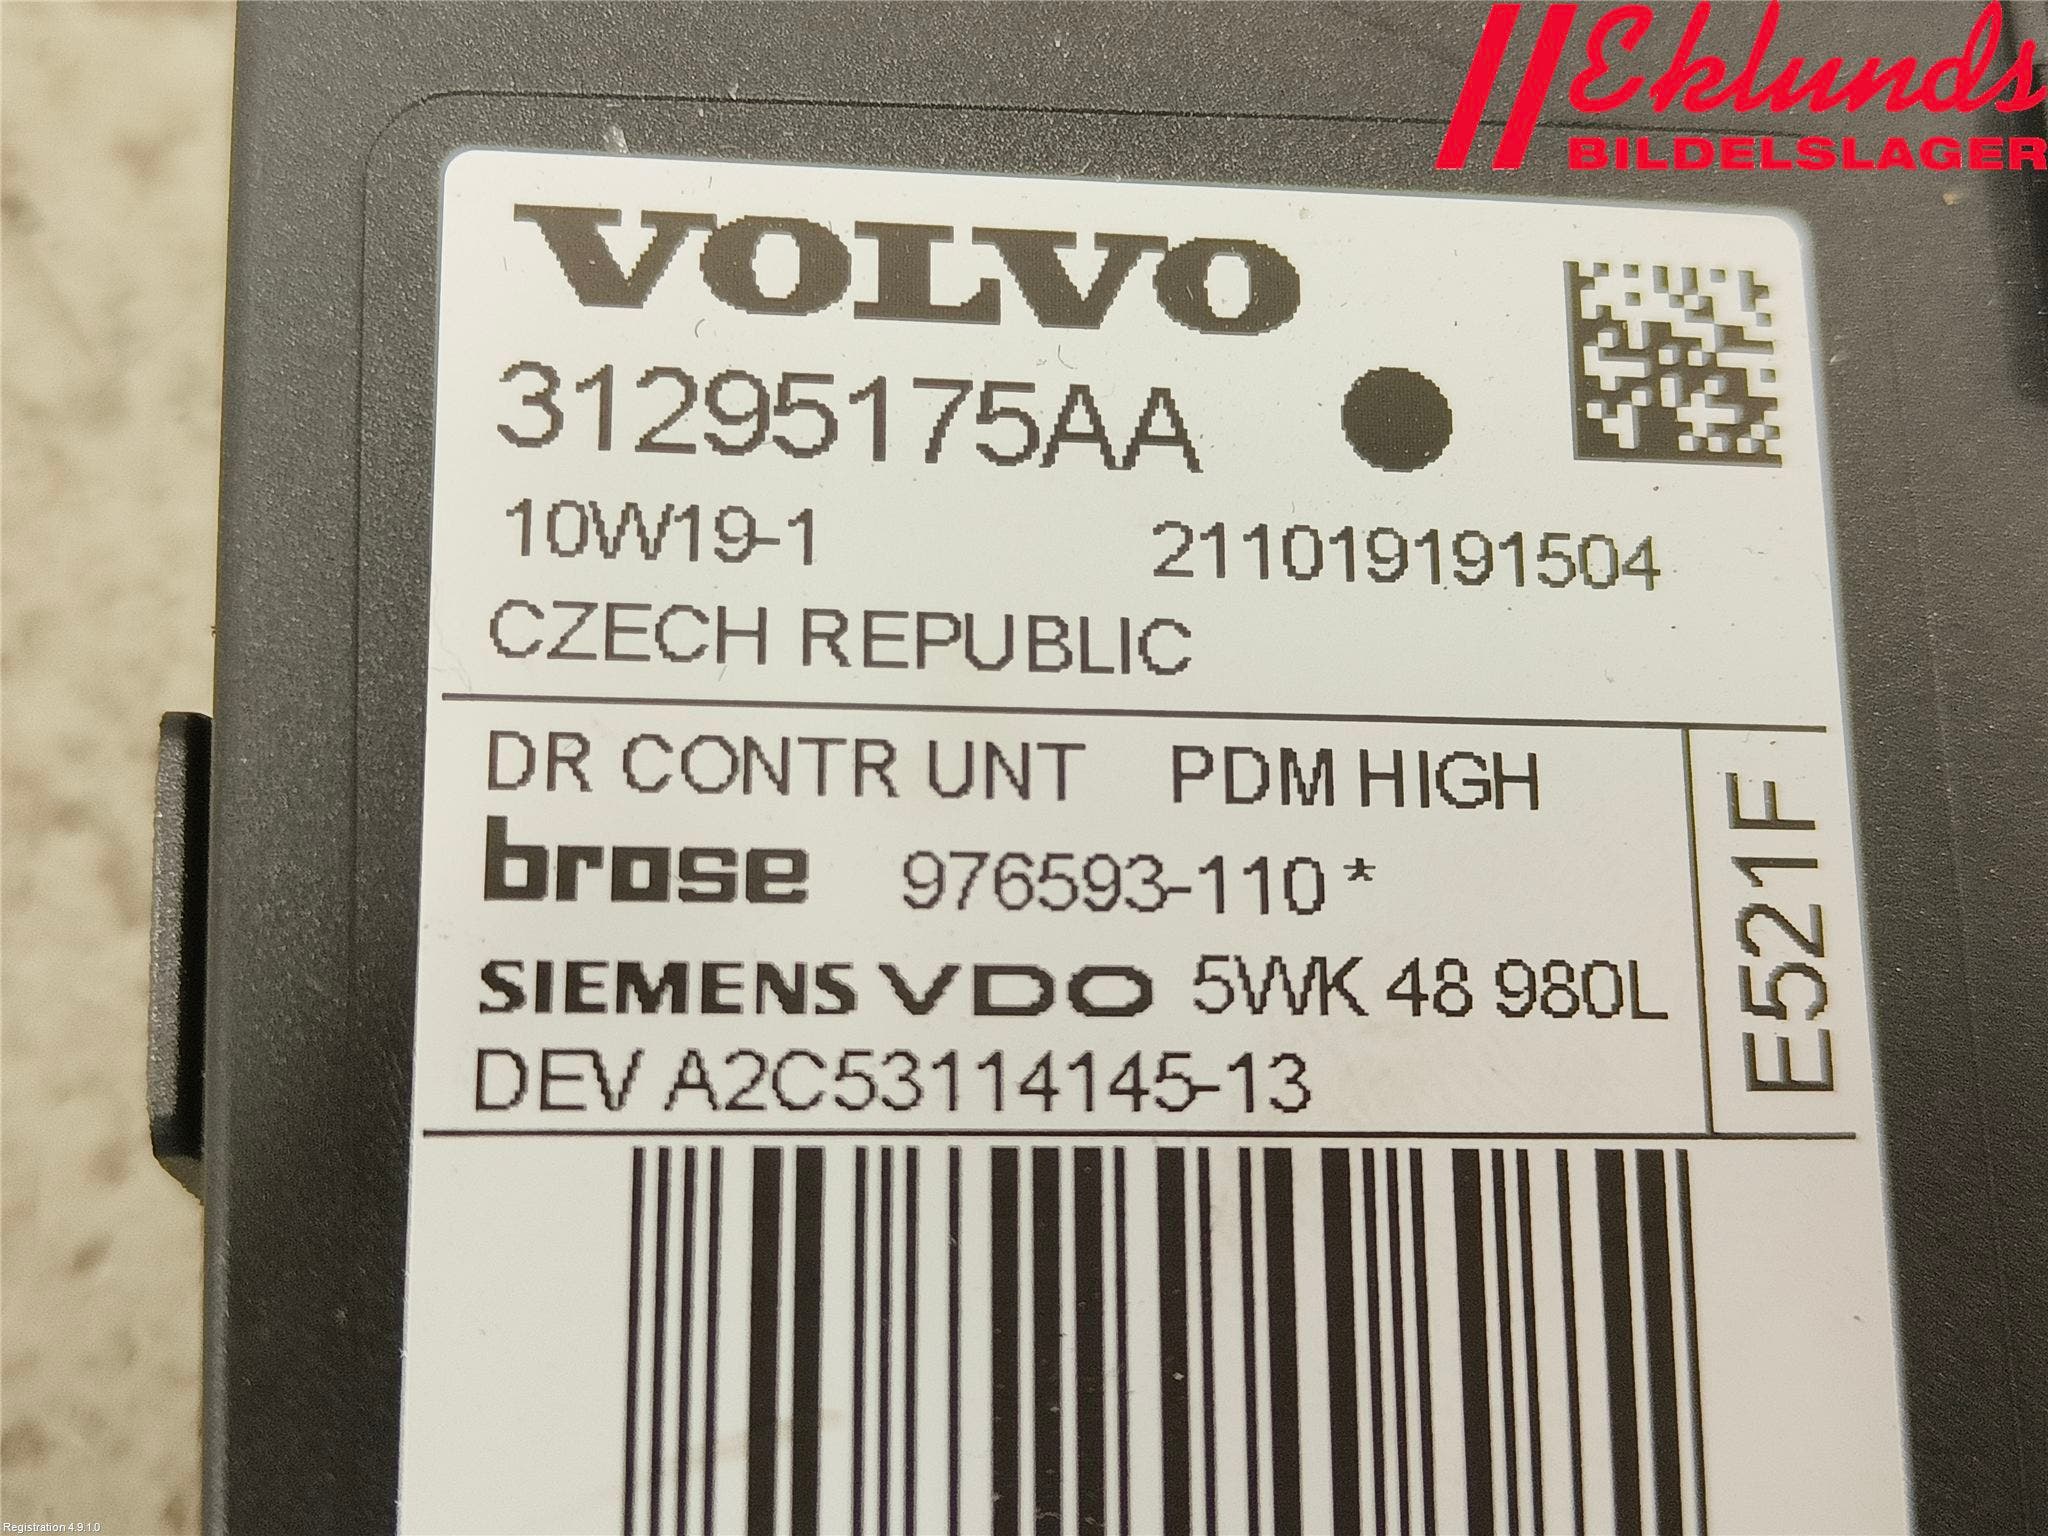 Eklunds
BILDELSLAGER
VOLVO
31295175AA
10W19-1 211019191504
CZECH REPUBLIC
DR CONTR UNT PDM HIGH
brose 976593-110*
SIEMENS VDO 5WK 48 980L
DEV A2C53114145-13
E521F
Registration 4.9.1.0